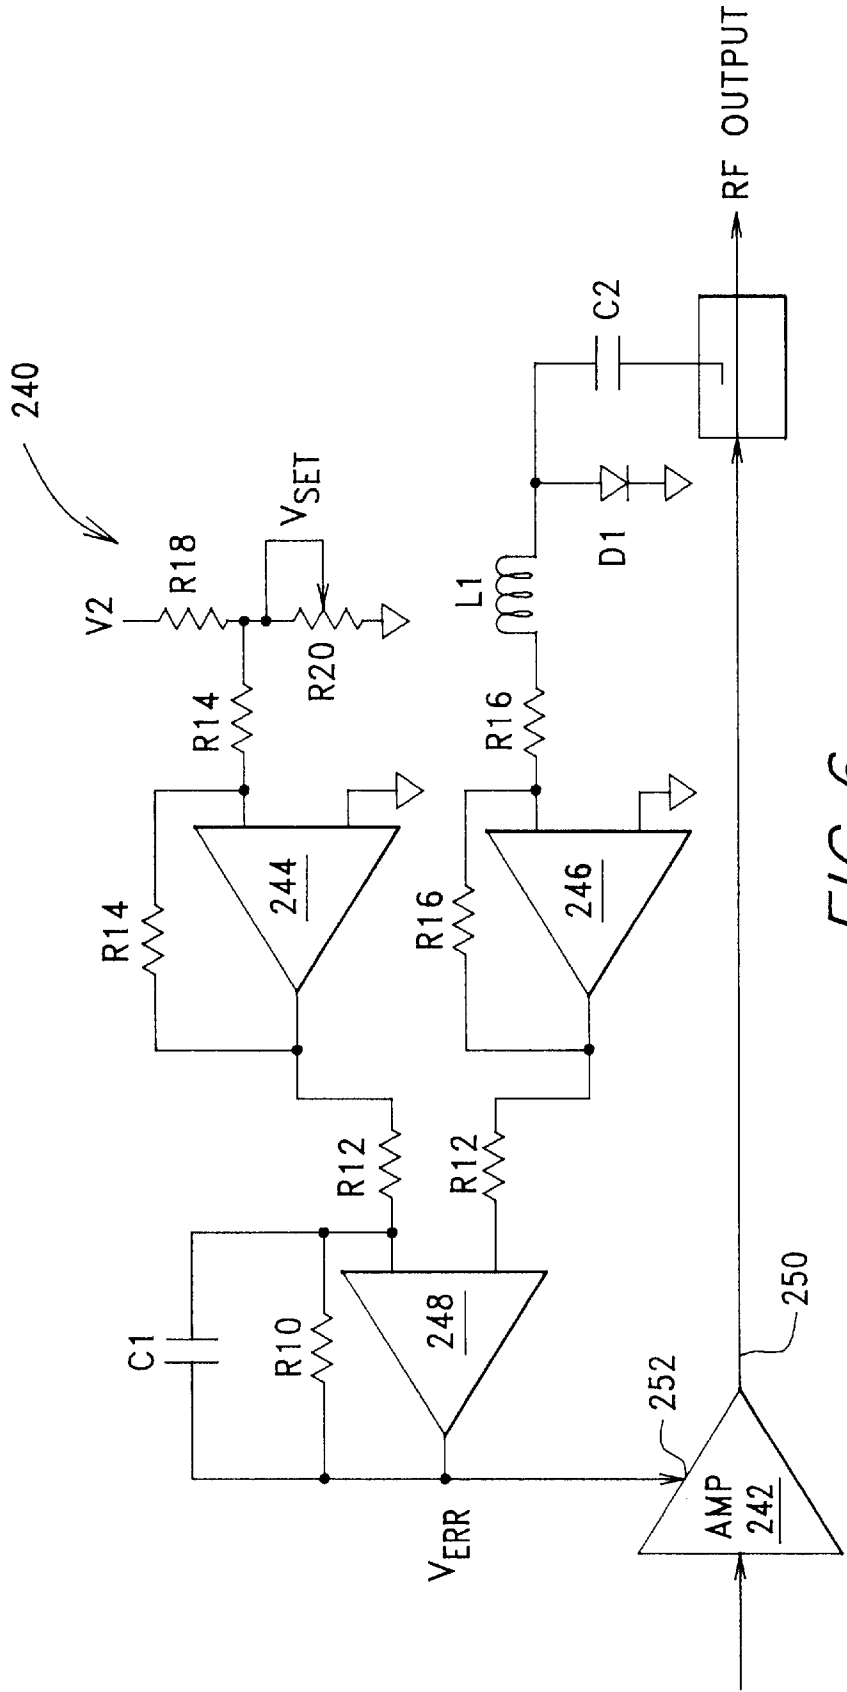 240
V2
R18
VSET
R14
R20
R14
244
L1
D1
C2
RF OUTPUT
R16
R16
246
R12
R12
C1
R10
248
VERR
252
250
AMP
242
FIG. 6